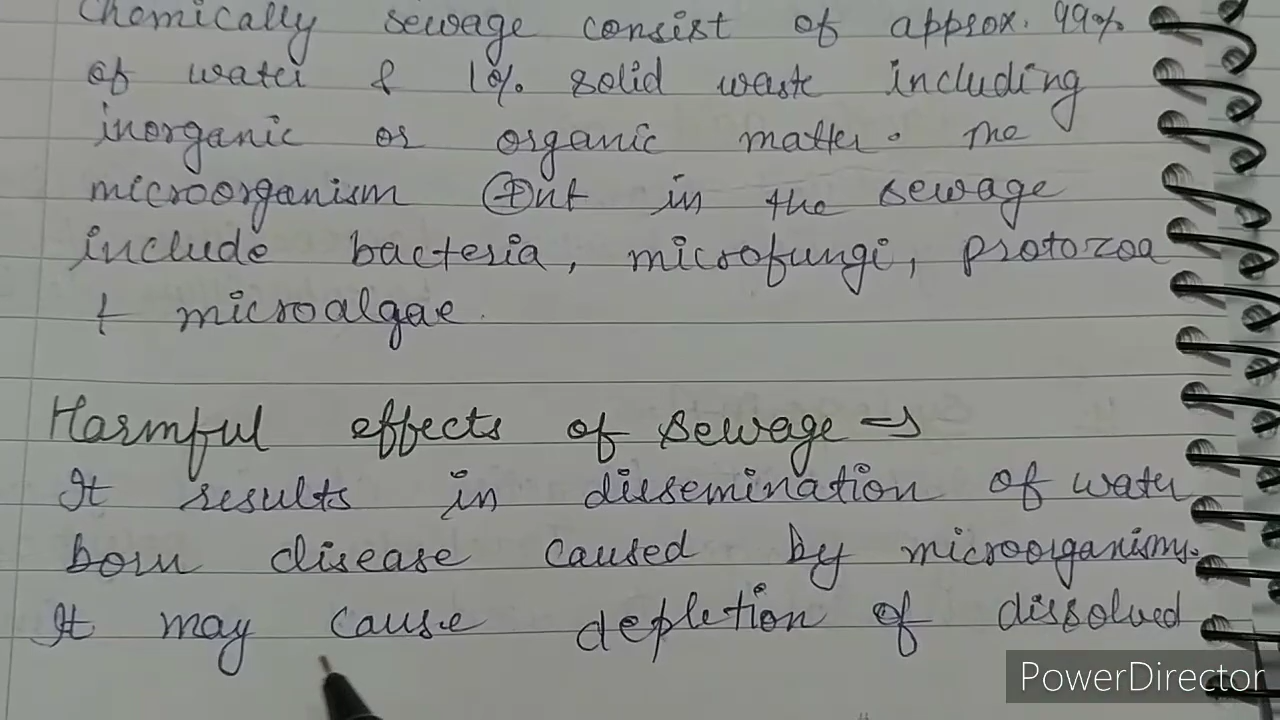 Chemically sewage consist of approx. 99%
of water & 1% solid waste including
inorganic or organic matter. The
microorganism ⊕nt in the sewage
include bacteria, microfungi, protozoa
+ microalgae.
Harmful effects of sewage ⇒
It results in dissemination of water
born disease caused by microorganisms.
It may cause depletion of dissolved
PowerDirector